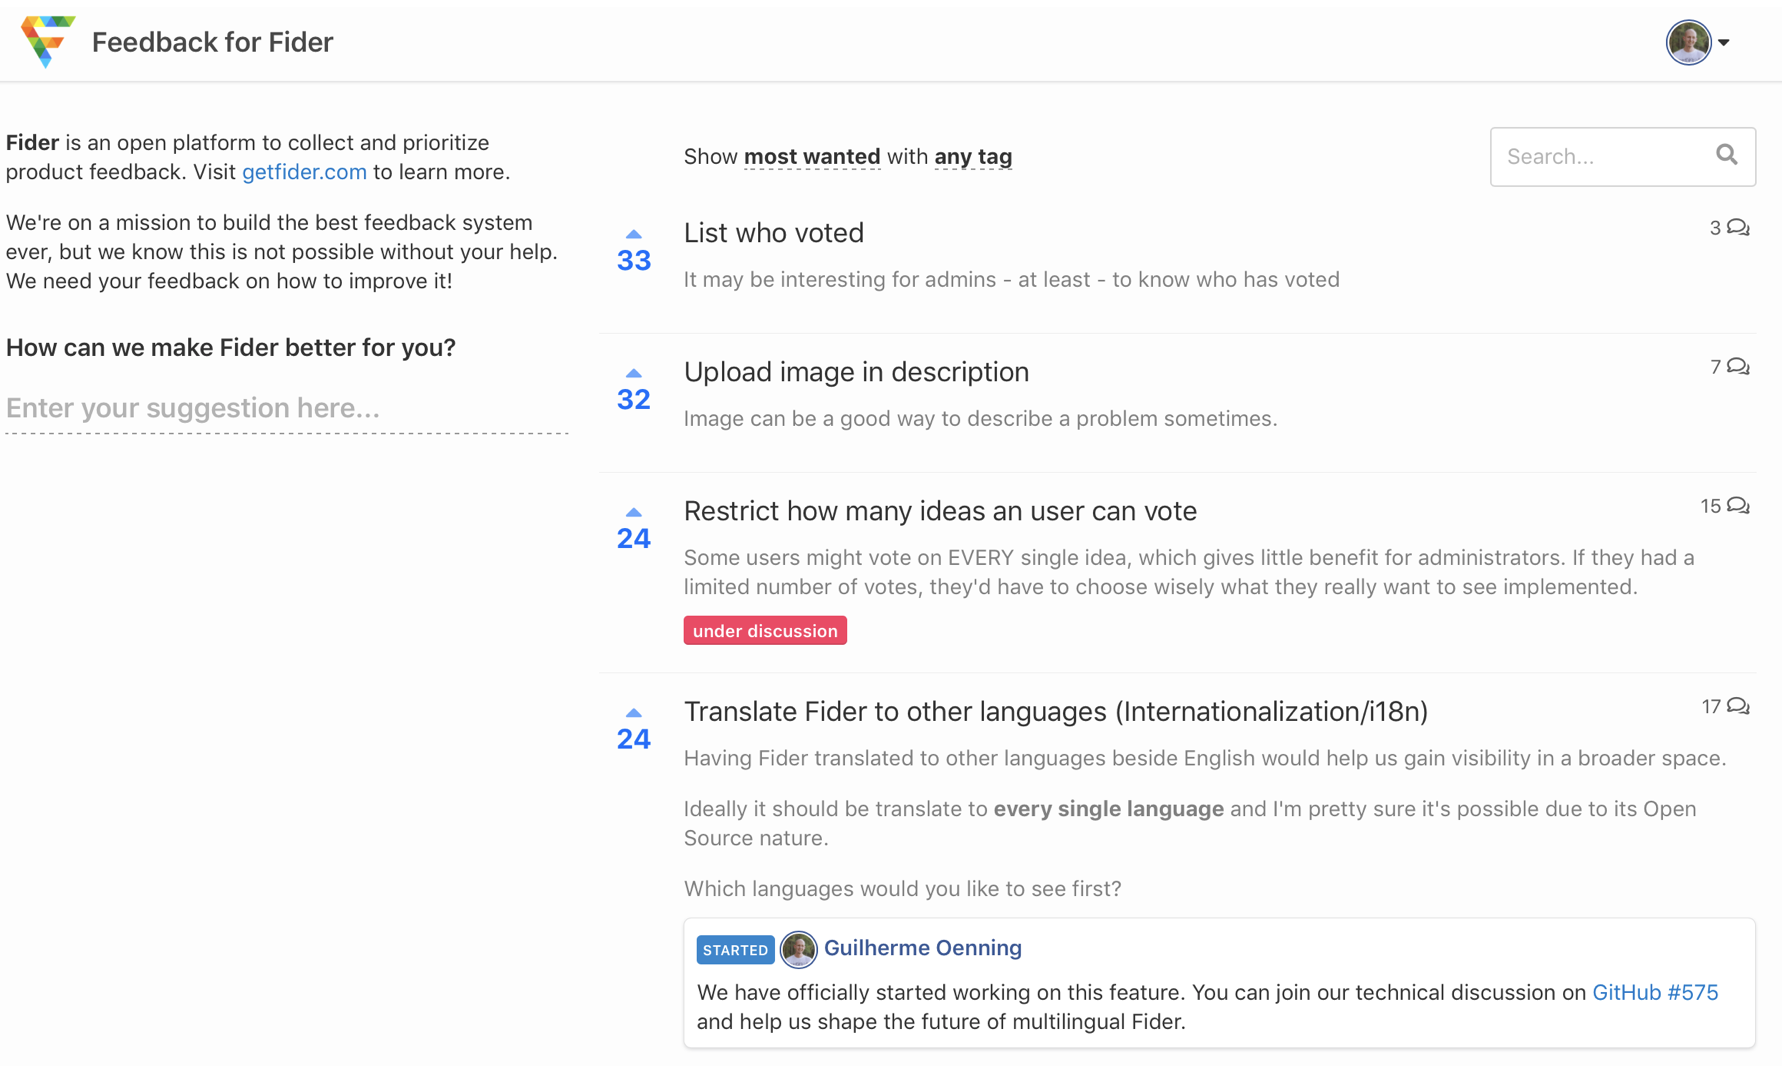 Feedback for Fider
Fider is an open platform to collect and prioritize
product feedback. Visit getfider.com to learn more.
We're on a mission to build the best feedback system
ever, but we know this is not possible without your help.
We need your feedback on how to improve it!
How can we make Fider better for you?
Enter your suggestion here...
Show most wanted with any tag
Search...
33
List who voted
3
It may be interesting for admins - at least - to know who has voted
32
Upload image in description
7
Image can be a good way to describe a problem sometimes.
24
Restrict how many ideas an user can vote
15
Some users might vote on EVERY single idea, which gives little benefit for administrators. If they had a
limited number of votes, they'd have to choose wisely what they really want to see implemented.
under discussion
24
Translate Fider to other languages (Internationalization/i18n)
17
Having Fider translated to other languages beside English would help us gain visibility in a broader space.
Ideally it should be translate to every single language and I'm pretty sure it's possible due to its Open
Source nature.
Which languages would you like to see first?
STARTED Guilherme Oenning
We have officially started working on this feature. You can join our technical discussion on GitHub #575
and help us shape the future of multilingual Fider.